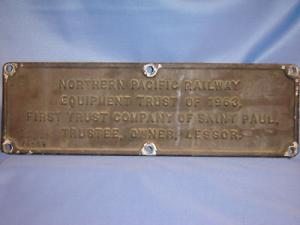 NORTHERN PACIFIC RAILWAY
EQUIPMENT TRUST OF 1963,
FIRST TRUST COMPANY OF SAINT PAUL,
TRUSTEE, OWNER, LESSOR.